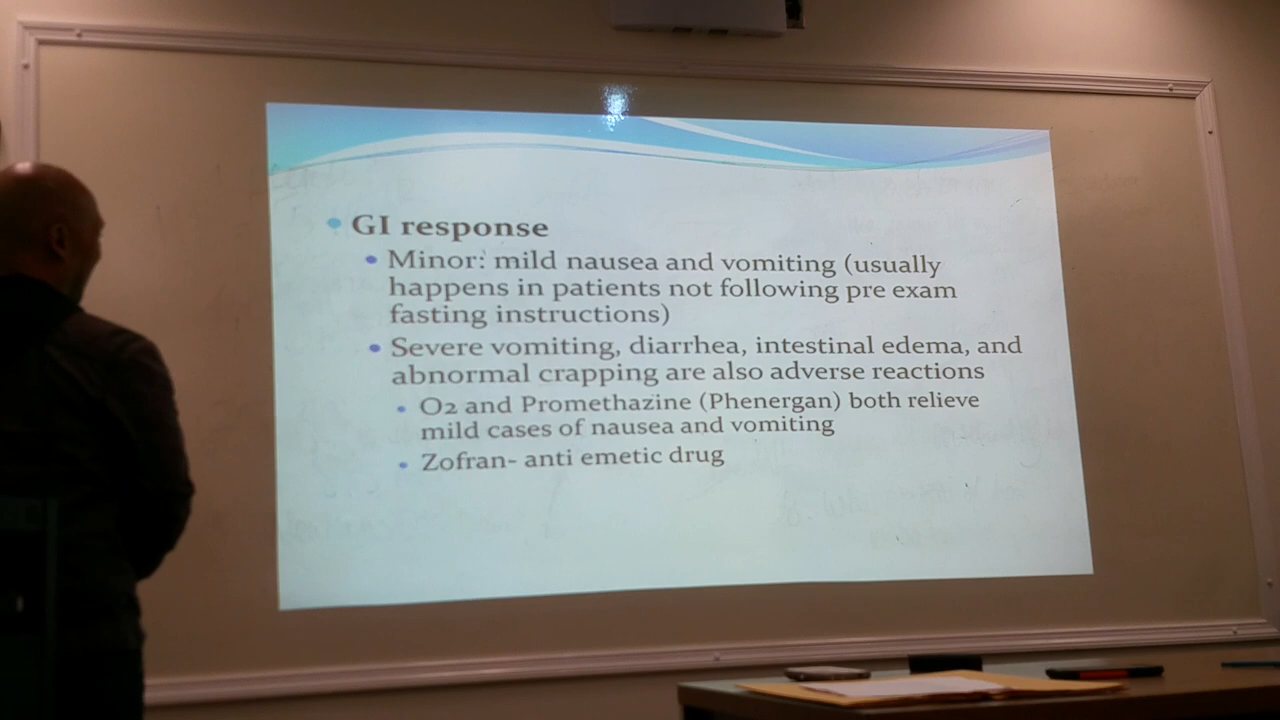 GI response
Minor: mild nausea and vomiting (usually
happens in patients not following pre exam
fasting instructions)
Severe vomiting, diarrhea, intestinal edema, and
abnormal crapping are also adverse reactions
O2 and Promethazine (Phenergan) both relieve
mild cases of nausea and vomiting
Zofran- anti emetic drug